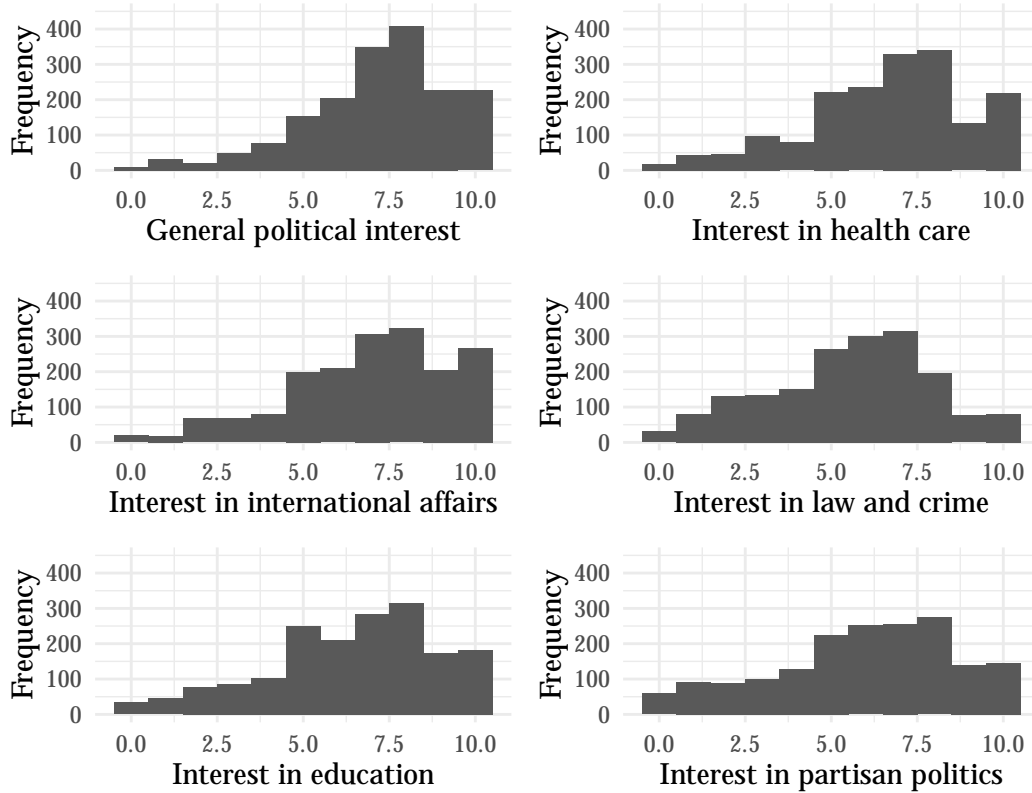 Frequency
400
300
200
100
0
0.0 2.5 5.0 7.5 10.0
General political interest
Frequency
400
300
200
100
0
0.0 2.5 5.0 7.5 10.0
Interest in health care
Frequency
400
300
200
100
0
0.0 2.5 5.0 7.5 10.0
Interest in international affairs
Frequency
400
300
200
100
0
0.0 2.5 5.0 7.5 10.0
Interest in law and crime
Frequency
400
300
200
100
0
0.0 2.5 5.0 7.5 10.0
Interest in education
Frequency
400
300
200
100
0
0.0 2.5 5.0 7.5 10.0
Interest in partisan politics